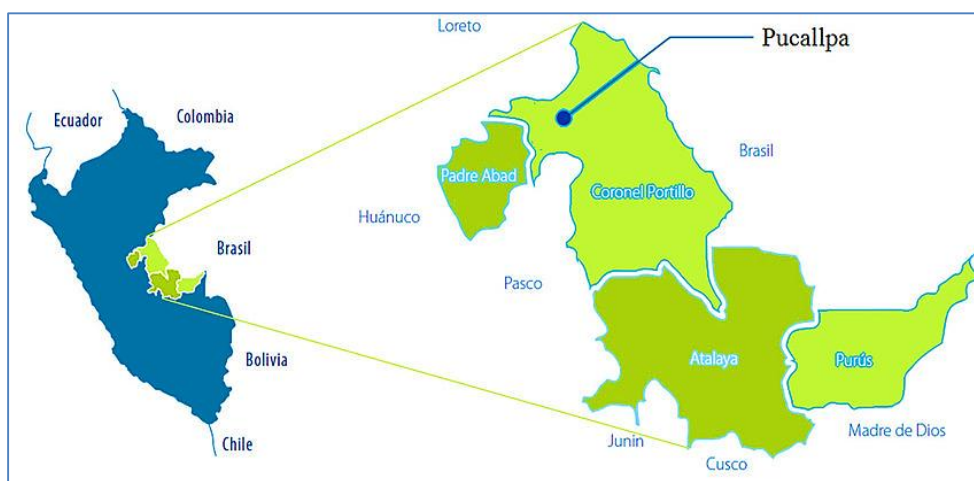 Ecuador
Colombia
Brasil
Bolivia
Chile
Loreto
Pucallpa
Brasil
Padre Abad
Coronel Portillo
Huánuco
Pasco
Atalaya
Purús
Junin
Madre de Dios
Cusco